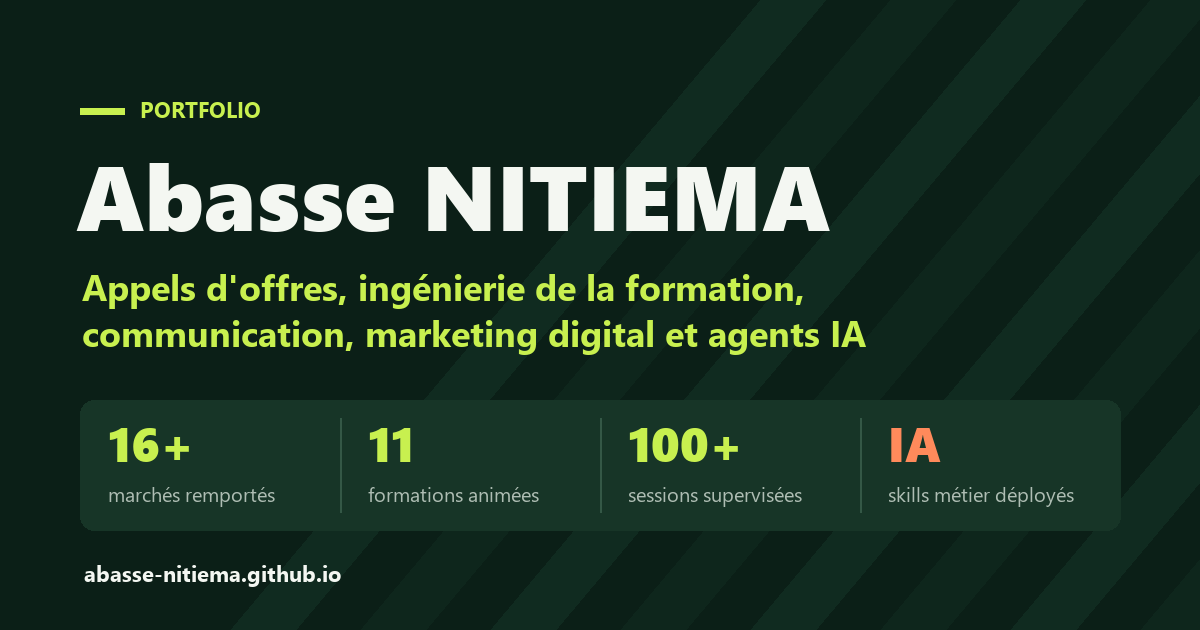 PORTFOLIO
Abasse NITIEMA
Appels d'offres, ingénierie de la formation,
communication, marketing digital et agents IA
16+
marchés remportés
11
formations animées
100+
sessions supervisées
IA
skills métier déployés
abasse-nitiema.github.io